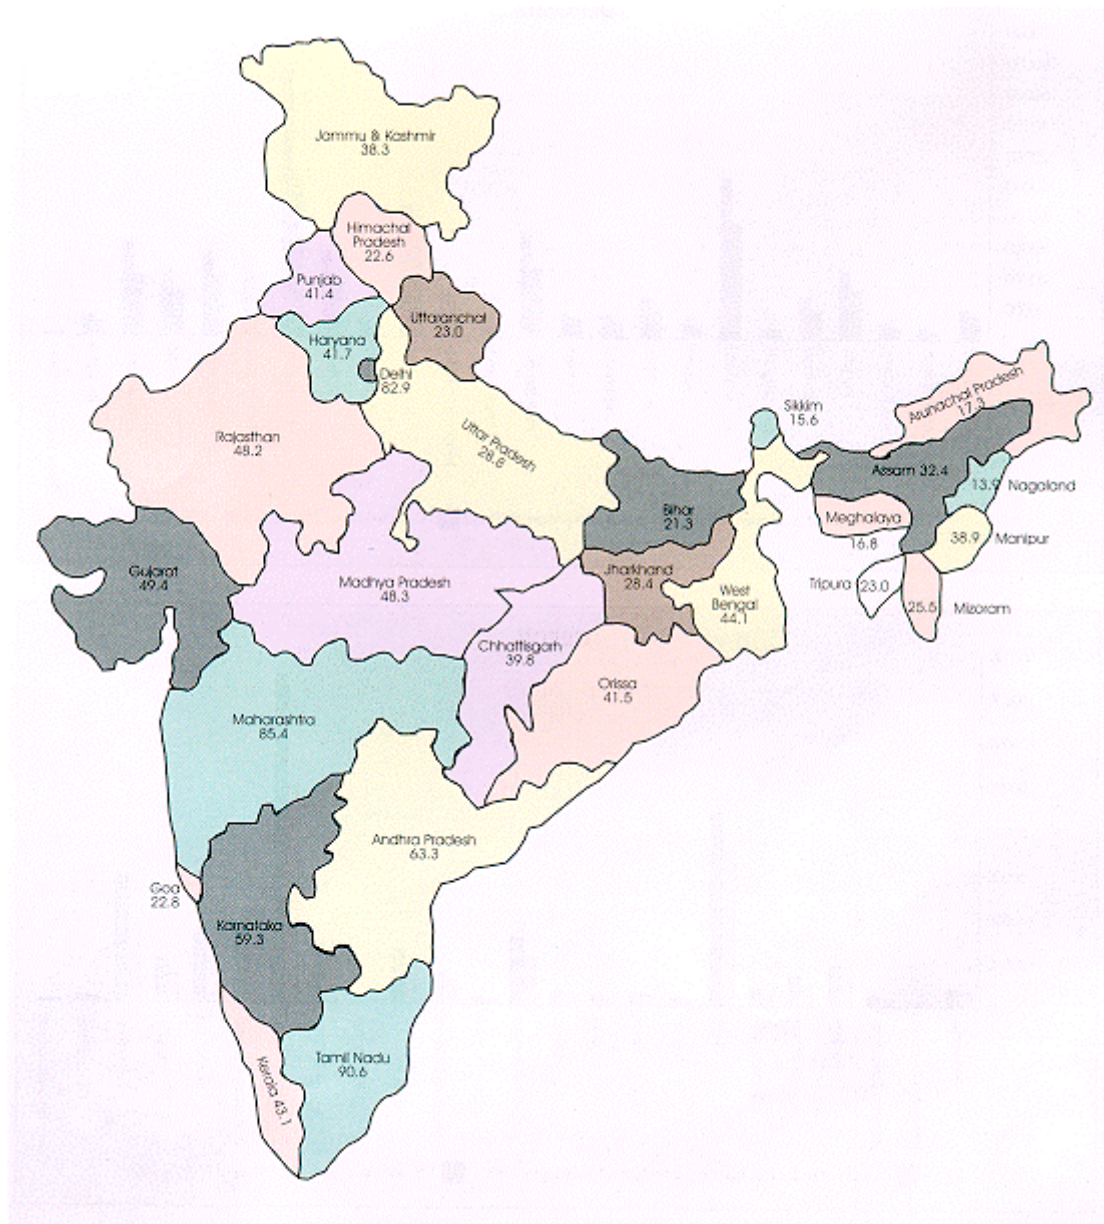 Jammu & Kashmir
38.3
Himachal
Pradesh
22.6
Punjab
41.4
Uttaranchal
23.0
Haryana
41.7
Delhi
82.9
Rajasthan
48.2
Uttar Pradesh
28.8
Sikkim
15.6
Arunachal Pradesh
17.3
Assam 32.4
13.9 Nagaland
Bihar
21.3
Meghalaya
16.8
38.9 Manipur
Gujarat
49.4
Madhya Pradesh
48.3
Jharkhand
28.4
West
Bengal
44.1
Tripura 23.0
25.5 Mizoram
Chhattisgarh
39.8
Orissa
41.5
Maharashtra
85.4
Andhra Pradesh
63.3
Goa
22.8
Karnataka
59.3
Kerala 43.1
Tamil Nadu
90.6